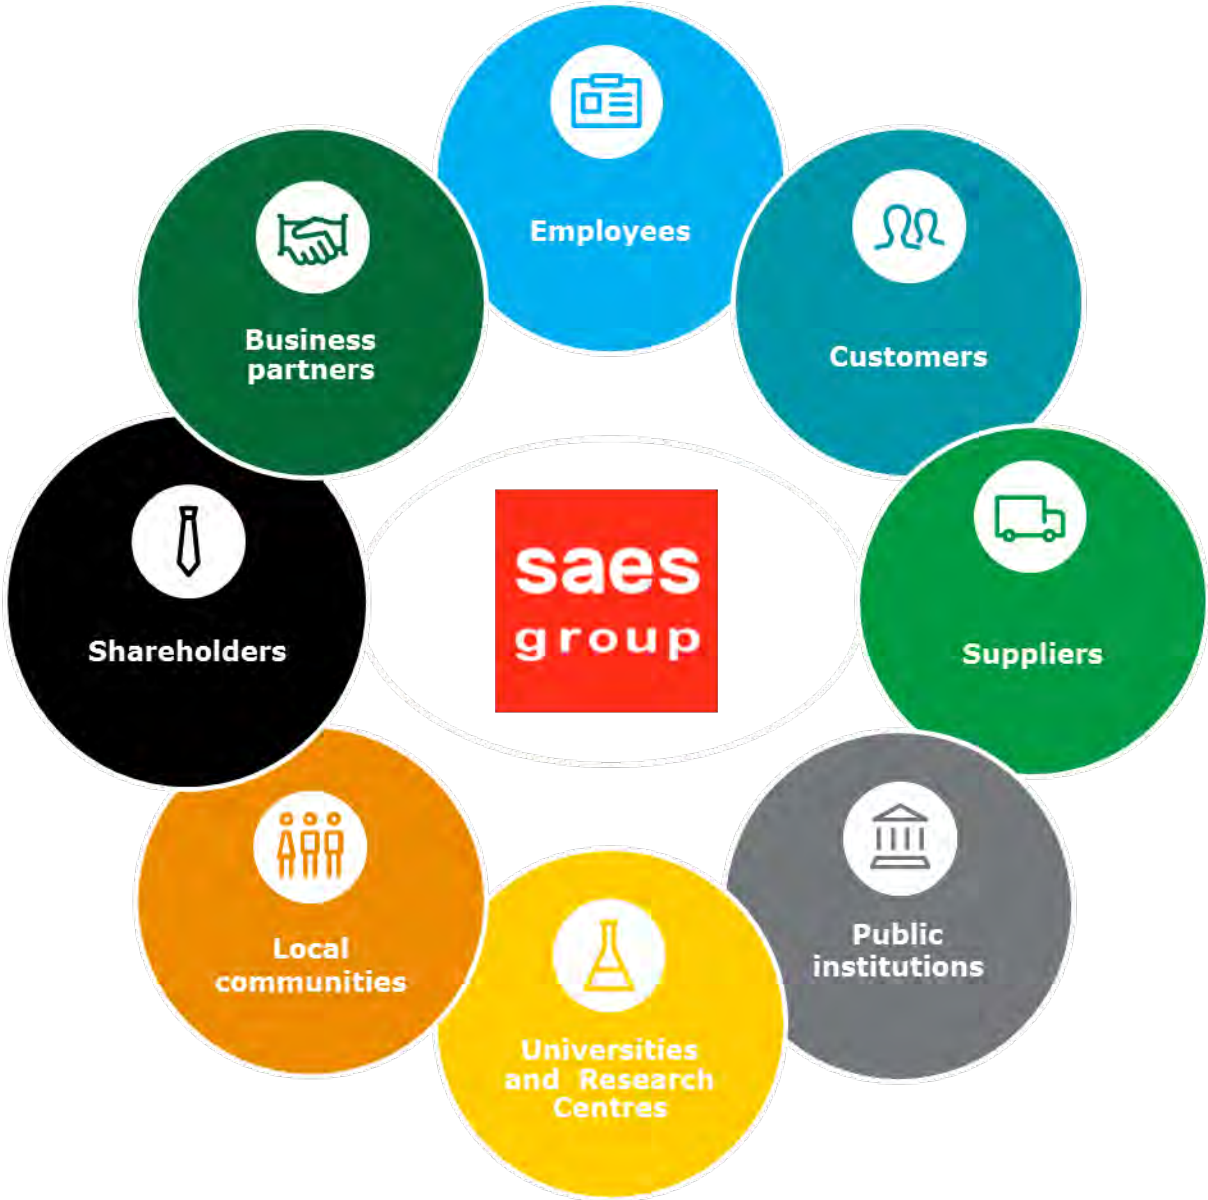 Employees
Customers
Suppliers
Public
institutions
Universities
and Research
Centres
Local
communities
Shareholders
Business
partners
saes
group